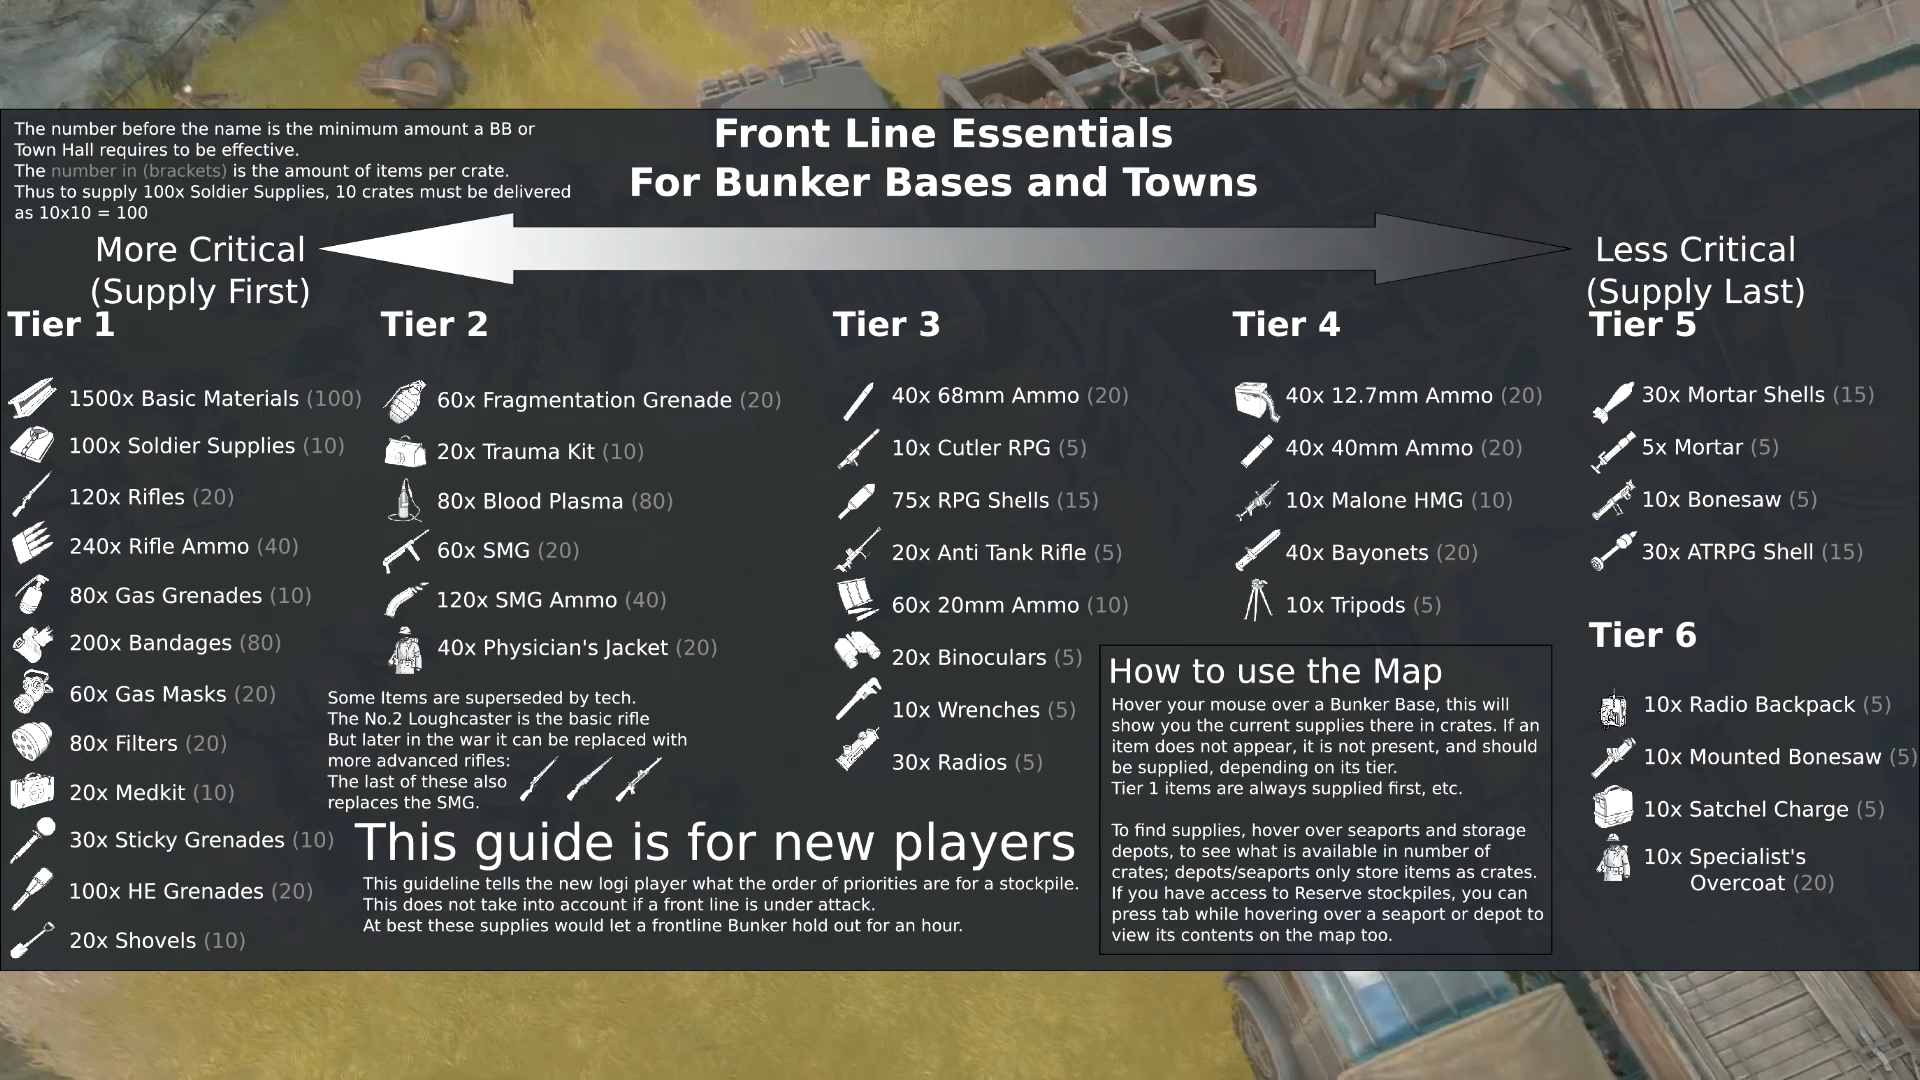 The number before the name is the minimum amount a BB or
Town Hall requires to be effective.
The number in (brackets) is the amount of items per crate.
Thus to supply 100x Soldier Supplies, 10 crates must be delivered
as 10x10 = 100
Front Line Essentials
For Bunker Bases and Towns
More Critical
(Supply First)
Less Critical
(Supply Last)
Tier 1
1500x Basic Materials (100)
100x Soldier Supplies (10)
120x Rifles (20)
240x Rifle Ammo (40)
80x Gas Grenades (10)
200x Bandages (80)
60x Gas Masks (20)
80x Filters (20)
20x Medkit (10)
30x Sticky Grenades (10)
100x HE Grenades (20)
20x Shovels (10)
Tier 2
60x Fragmentation Grenade (20)
20x Trauma Kit (10)
80x Blood Plasma (80)
60x SMG (20)
120x SMG Ammo (40)
40x Physician's Jacket (20)
Some Items are superseded by tech.
The No.2 Loughcaster is the basic rifle
But later in the war it can be replaced with
more advanced rifles:
The last of these also
replaces the SMG.
Tier 3
40x 68mm Ammo (20)
10x Cutler RPG (5)
75x RPG Shells (15)
20x Anti Tank Rifle (5)
60x 20mm Ammo (10)
20x Binoculars (5)
10x Wrenches (5)
30x Radios (5)
This guide is for new players
This guideline tells the new logi player what the order of priorities are for a stockpile.
This does not take into account if a front line is under attack.
At best these supplies would let a frontline Bunker hold out for an hour.
Tier 4
40x 12.7mm Ammo (20)
40x 40mm Ammo (20)
10x Malone HMG (10)
40x Bayonets (20)
10x Tripods (5)
How to use the Map
Hover your mouse over a Bunker Base, this will
show you the current supplies there in crates. If an
item does not appear, it is not present, and should
be supplied, depending on its tier.
Tier 1 items are always supplied first, etc.
To find supplies, hover over seaports and storage
depots, to see what is available in number of
crates; depots/seaports only store items as crates.
If you have access to Reserve stockpiles, you can
press tab while hovering over a seaport or depot to
view its contents on the map too.
Tier 5
30x Mortar Shells (15)
5x Mortar (5)
10x Bonesaw (5)
30x ATRPG Shell (15)
Tier 6
10x Radio Backpack (5)
10x Mounted Bonesaw (5)
10x Satchel Charge (5)
10x Specialist's
Overcoat (20)